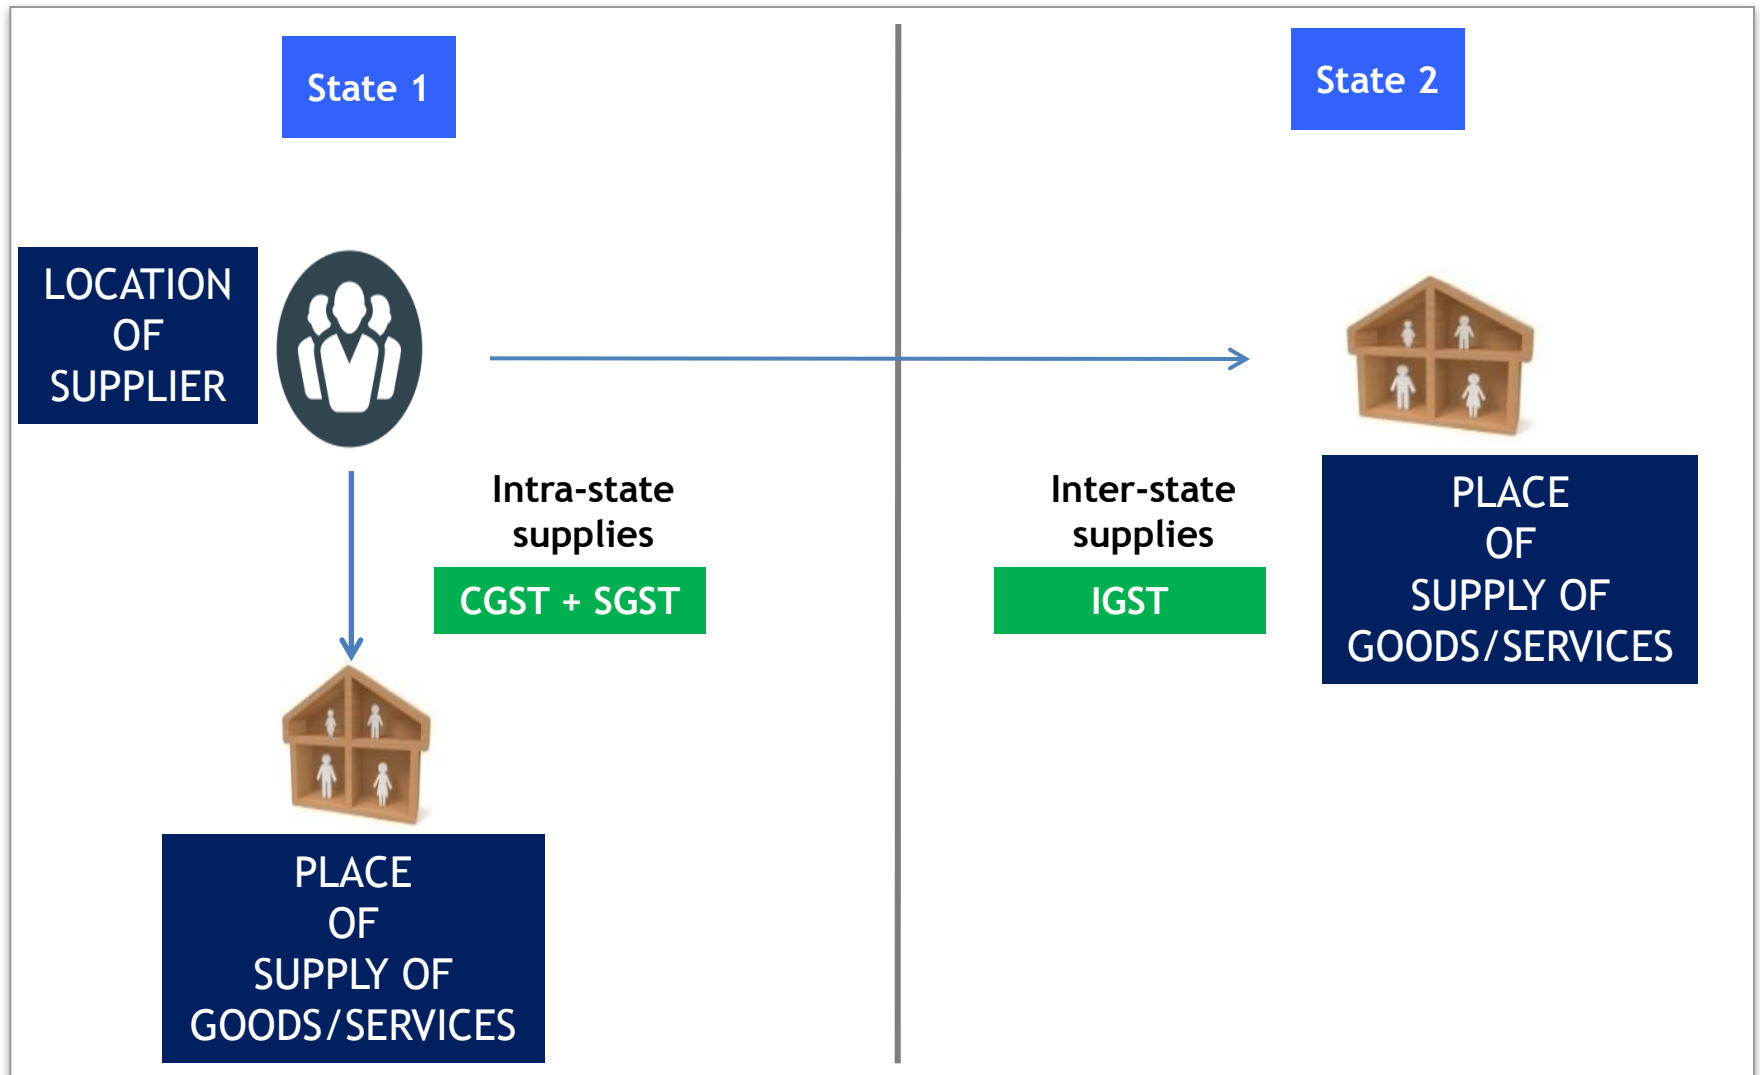 State 1
State 2
LOCATION
OF
SUPPLIER
Intra-state
supplies
CGST + SGST
Inter-state
supplies
IGST
PLACE
OF
SUPPLY OF
GOODS/SERVICES
PLACE
OF
SUPPLY OF
GOODS/SERVICES